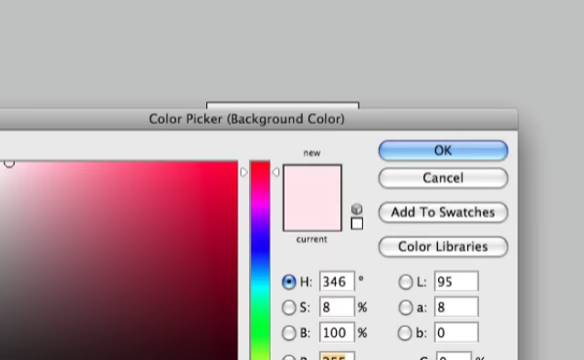 Color Picker (Background Color)
new
current
OK
Cancel
Add To Swatches
Color Libraries
H: 346 °
L: 95
S: 8 %
a: 8
B: 100 %
b: 0